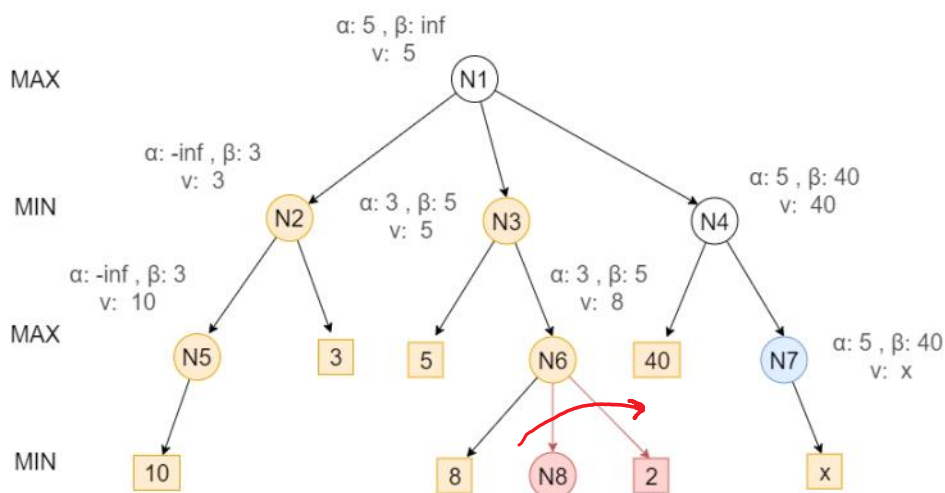 α: 5 , β: inf
v: 5
MAX
N1
α: -inf , β: 3
v: 3
MIN
N2
α: 3 , β: 5
v: 5
N3
α: 5 , β: 40
v: 40
N4
α: -inf , β: 3
v: 10
α: 3 , β: 5
v: 8
MAX
N5
3
5
N6
40
N7
α: 5 , β: 40
v: x
MIN
10
8
N8
2
x